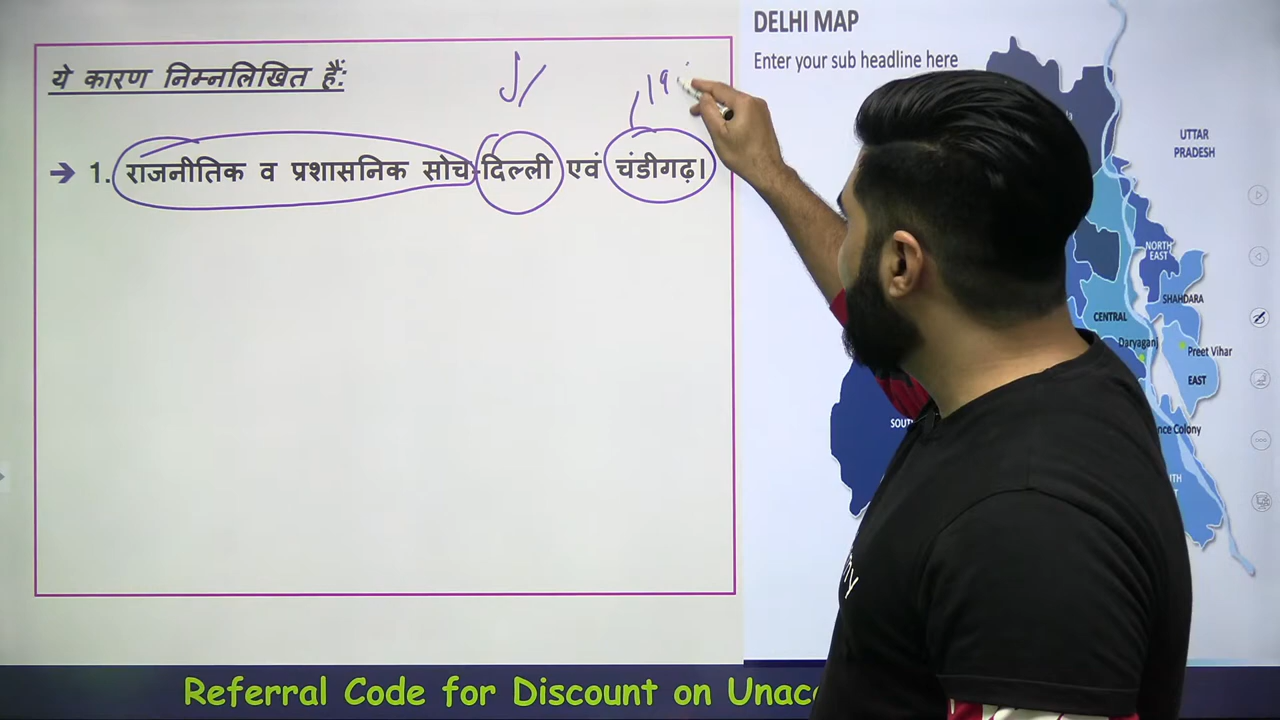 ये कारण निम्नलिखित हैं:
➔ 1. राजनीतिक व प्रशासनिक सोच-दिल्ली एवं चंडीगढ़।
19
DELHI MAP
Enter your sub headline here
UTTAR
PRADESH
NORTH
EAST
SHAHDARA
CENTRAL
Daryaganj
Preet Vihar
EAST
Referral Code for Discount on